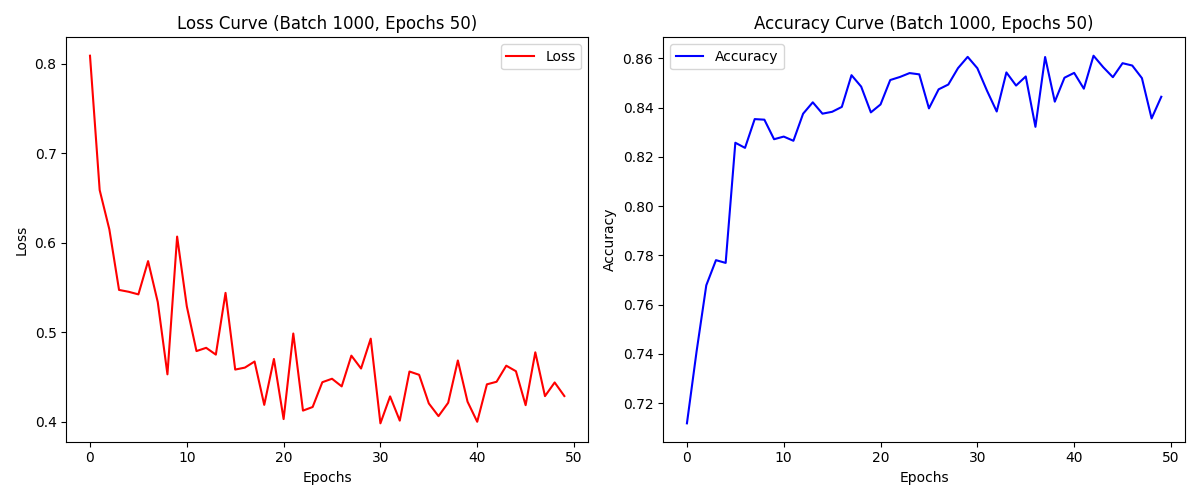 Loss Curve (Batch 1000, Epochs 50)
Loss
0.8
0.7
0.6
0.5
0.4
Loss
0 10 20 30 40 50
Epochs
Accuracy Curve (Batch 1000, Epochs 50)
Accuracy
0.86
0.84
0.82
0.80
0.78
0.76
0.74
0.72
Accuracy
0 10 20 30 40 50
Epochs